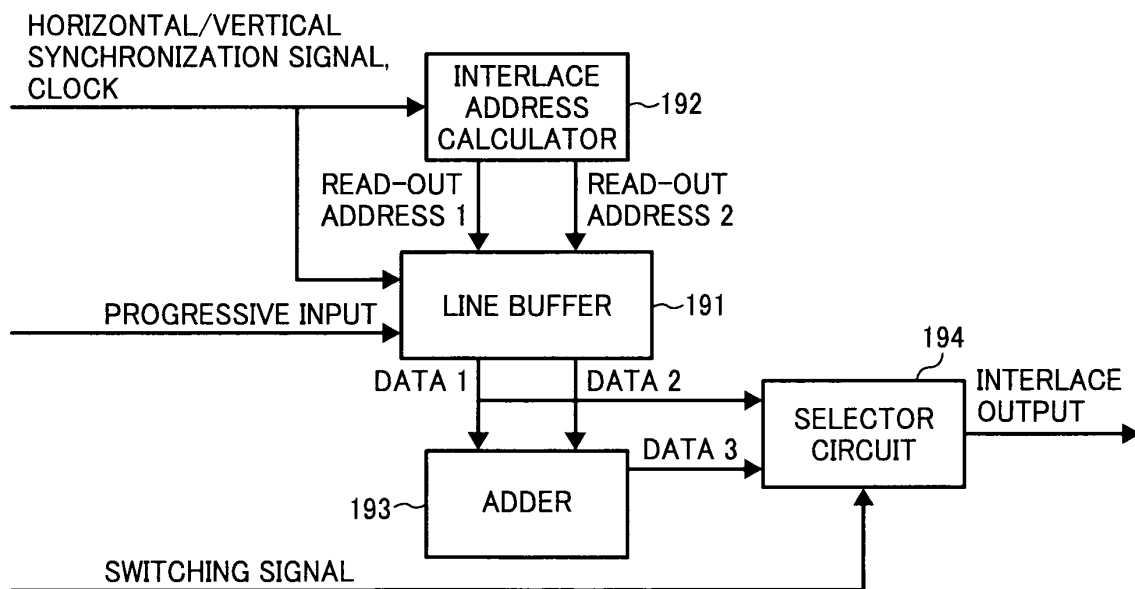 HORIZONTAL/VERTICAL
SYNCHRONIZATION SIGNAL,
CLOCK
INTERLACE
ADDRESS
CALCULATOR
192
READ-OUT
ADDRESS 1
READ-OUT
ADDRESS 2
LINE BUFFER
191
PROGRESSIVE INPUT
DATA 1
DATA 2
194
SELECTOR
CIRCUIT
INTERLACE
OUTPUT
DATA 3
ADDER
193
SWITCHING SIGNAL